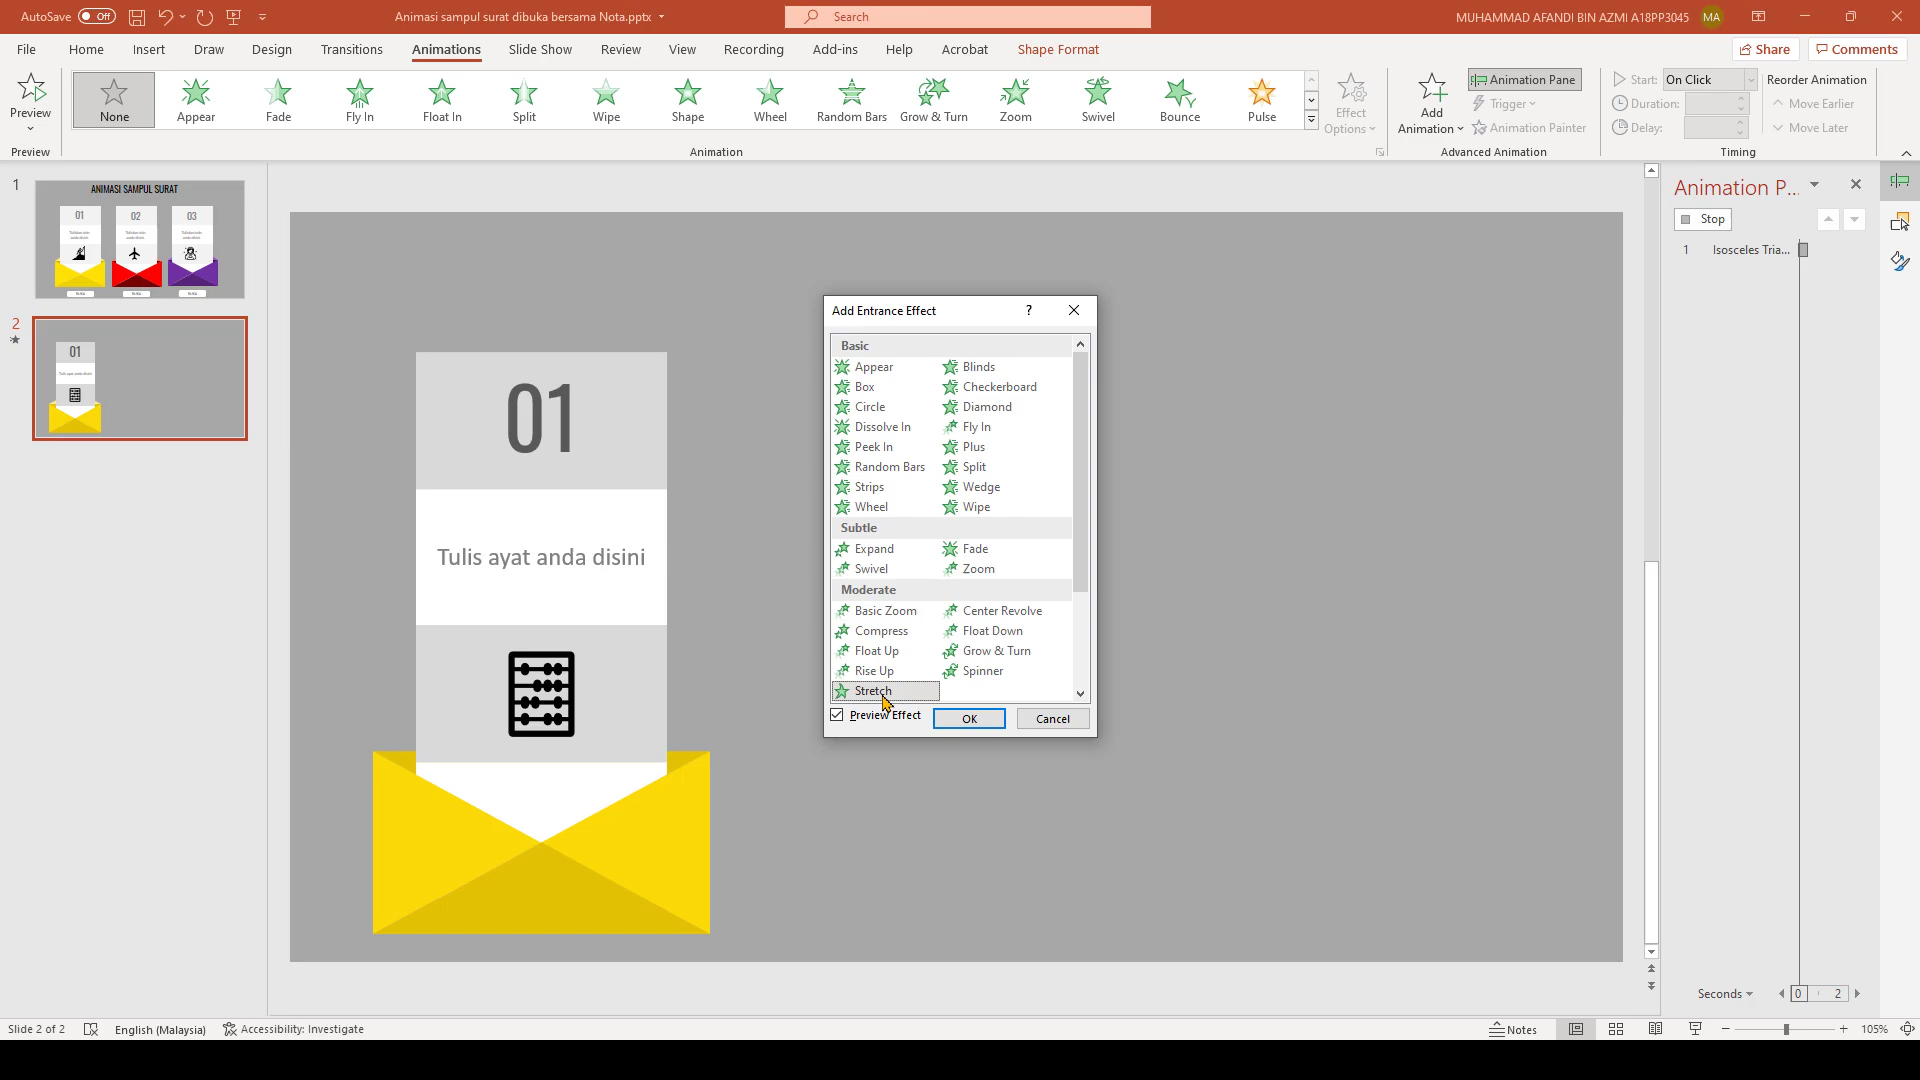 AutoSave Off Animasi sampul surat dibuka bersama Nota.pptx Search MUHAMMAD AFANDI BIN AZMI A18PP3045 MA
File Home Insert Draw Design Transitions Animations Slide Show Review View Recording Add-ins Help Acrobat Shape Format Share Comments
Preview None Appear Fade Fly In Float In Split Wipe Shape Wheel Random Bars Grow & Turn Zoom Swivel Bounce Pulse Effect Options Add Animation
Animation Pane Start: On Click Reorder Animation
Trigger Duration: Move Earlier
Animation Painter Delay: Move Later
Preview Animation Advanced Animation Timing
1
ANIMASI SAMPUL SURAT
01 02 03
2
01
Tulis ayat anda disini
01
Tulis ayat anda disini
Add Entrance Effect ?
Basic
Appear Blinds
Box Checkerboard
Circle Diamond
Dissolve In Fly In
Peek In Plus
Random Bars Split
Strips Wedge
Wheel Wipe
Subtle
Expand Fade
Swivel Zoom
Moderate
Basic Zoom Center Revolve
Compress Float Down
Float Up Grow & Turn
Rise Up Spinner
Stretch
Preview Effect OK Cancel
Animation P...
Stop
1 Isosceles Tria...
Seconds 0 2
Slide 2 of 2 English (Malaysia) Accessibility: Investigate Notes 105%